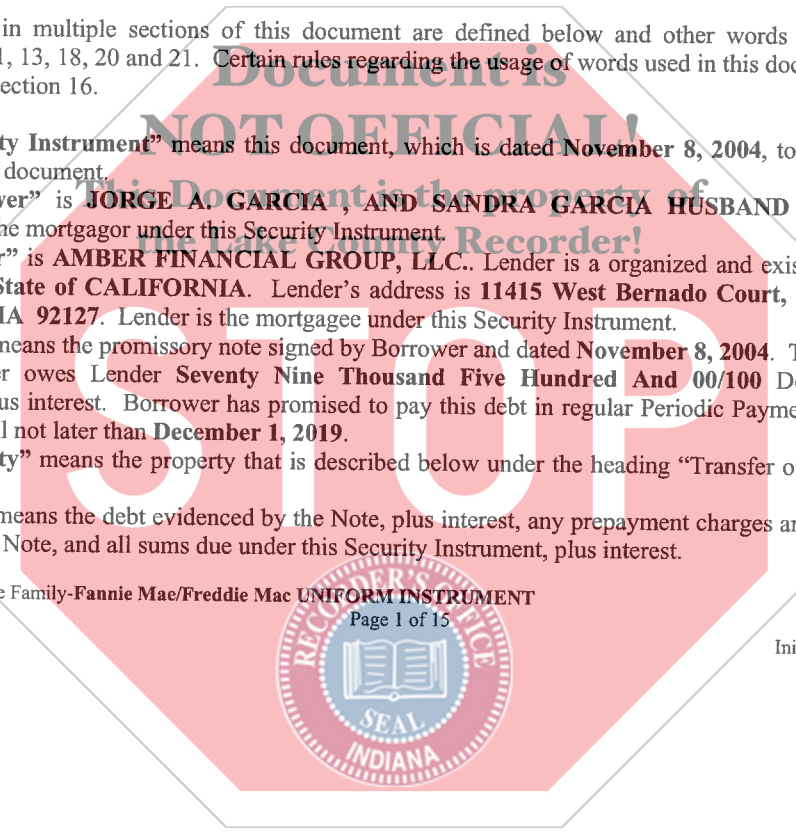 in multiple sections of this document are defined below and other words
1, 13, 18, 20 and 21. Certain rules regarding the usage of words used in this doc
ection 16.
Document is
NOT OFFICIAL!
This Document is the property of
the Lake County Recorder!
ty Instrument” means this document, which is dated November 8, 2004, to
document.
ver” is JORGE A. GARCIA , AND SANDRA GARCIA HUSBAND
he mortgagor under this Security Instrument.
r” is AMBER FINANCIAL GROUP, LLC.. Lender is a organized and exis
State of CALIFORNIA. Lender’s address is 11415 West Bernado Court,
IA 92127. Lender is the mortgagee under this Security Instrument.
means the promissory note signed by Borrower and dated November 8, 2004. T
er owes Lender Seventy Nine Thousand Five Hundred And 00/100 Do
us interest. Borrower has promised to pay this debt in regular Periodic Payme
ll not later than December 1, 2019.
STOP
ty” means the property that is described below under the heading “Transfer o
means the debt evidenced by the Note, plus interest, any prepayment charges an
Note, and all sums due under this Security Instrument, plus interest.
e Family-Fannie Mae/Freddie Mac UNIFORM INSTRUMENT
Page 1 of 15
Ini
RECORDER'S OFFICE
SEAL
INDIANA